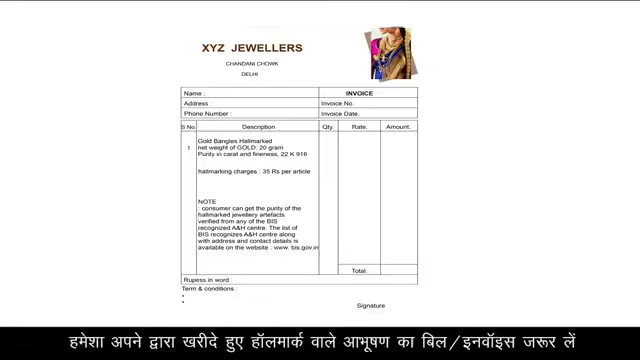 XYZ JEWELLERS
CHANDANI CHOWK
DELHI
Name :
INVOICE
Address :
Invoice No.
Phone Number :
Invoice Date.
S No. Description Qty. Rate. Amount.
1
Gold Bangles Hallmarked
net weight of GOLD: 20 gram
Purity in carat and fineness, 22 K 916
hallmarking charges : 35 Rs per article
NOTE
: consumer can get the purity of the
hallmarked jewellery artefacts
verified from any of the BIS
recognized A&H centre. The list of
BIS recognizes A&H centre along
with address and contact details is
available on the website : www. bis.gov.in
Total.
Rupess in word :
Term & conditions :
Signature
हमेशा अपने द्वारा खरीदे हुए हॉलमार्क वाले आभूषण का बिल/इनवॉइस जरूर लें